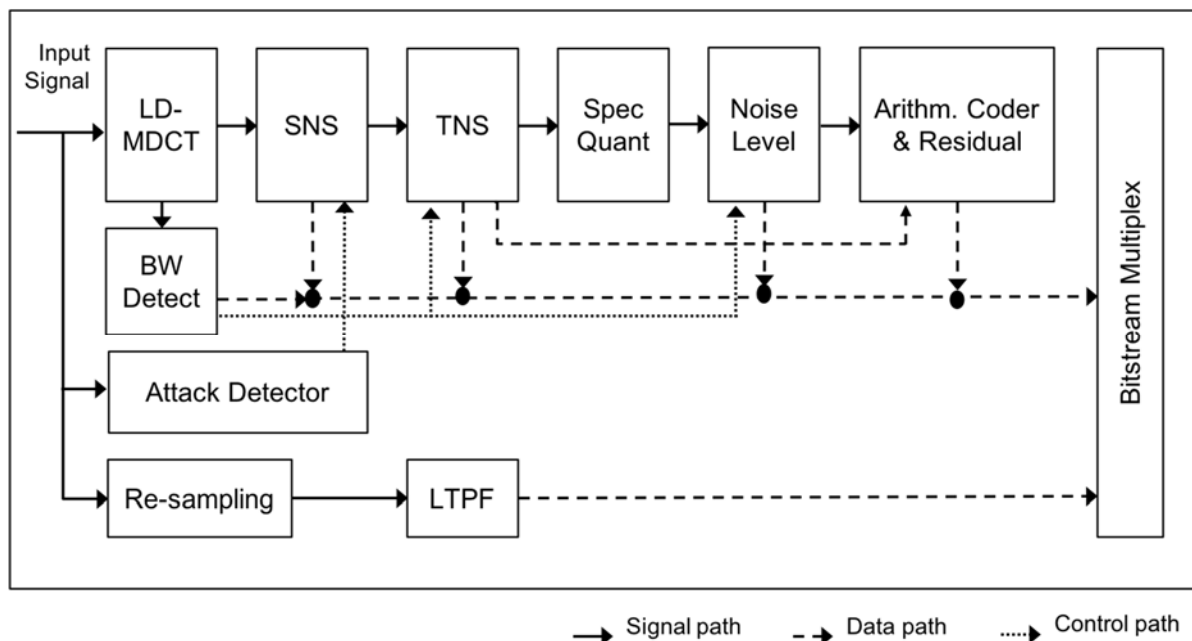 Input
Signal
LD-
MDCT
SNS
TNS
Spec
Quant
Noise
Level
Arithm. Coder
& Residual
Bitstream Multiplex
BW
Detect
Attack Detector
Re-sampling
LTPF
Signal path
Data path
Control path